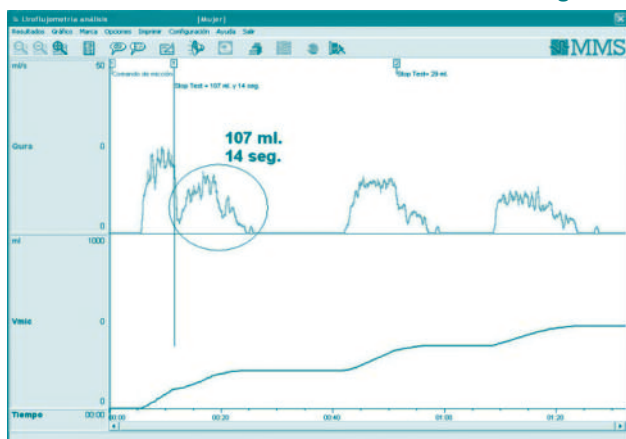 Uroflujometría análisis [Mujer]
Resultados Gráfico Marca Opciones Imprimir Configuración Ayuda Salir
MMS
ml/s 50
Comando de micción
Stop Test = 107 ml. y 14 seg.
Stop Test= 29 ml.
107 ml.
14 seg.
Qura 0
0
ml 1000
Vmic 0
0
Tiempo 00:00 00:00 00:20 00:40 01:00 01:20